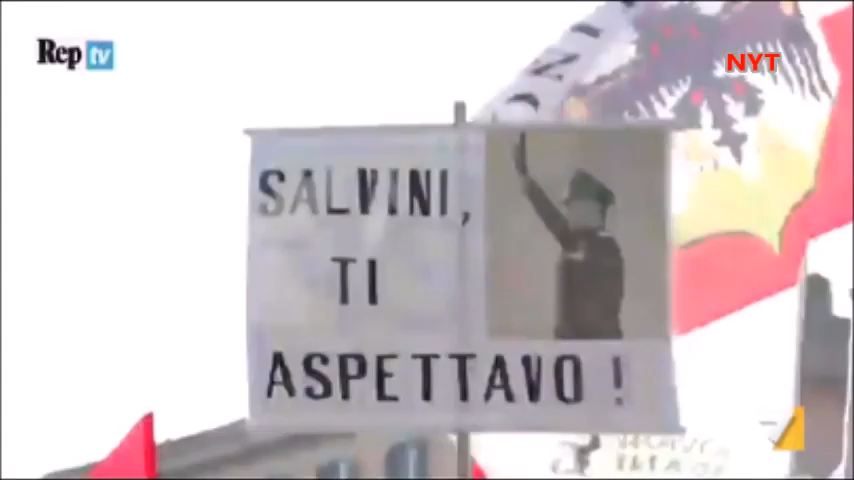 Rep tv
NYT
SALVINI,
TI
ASPETTAVO!